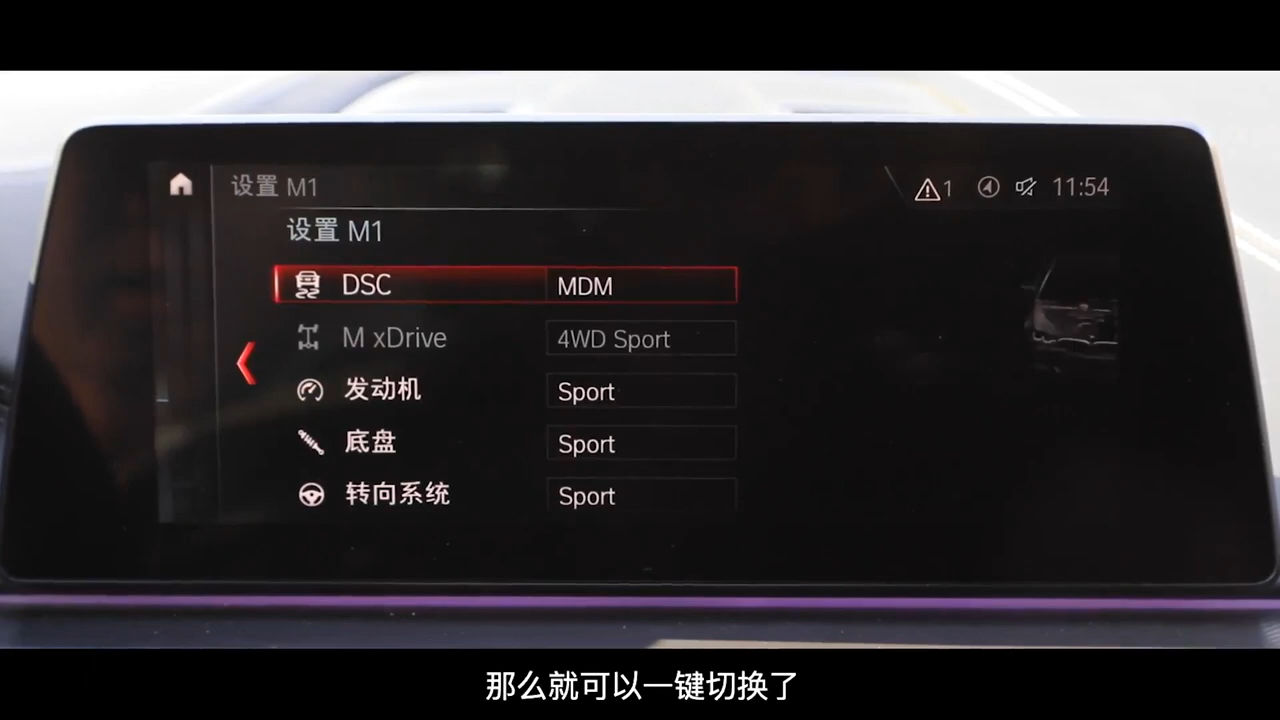 设置 M1
1 11:54
设置 M1
DSC MDM
M xDrive 4WD Sport
发动机 Sport
底盘 Sport
转向系统 Sport
那么就可以一键切换了